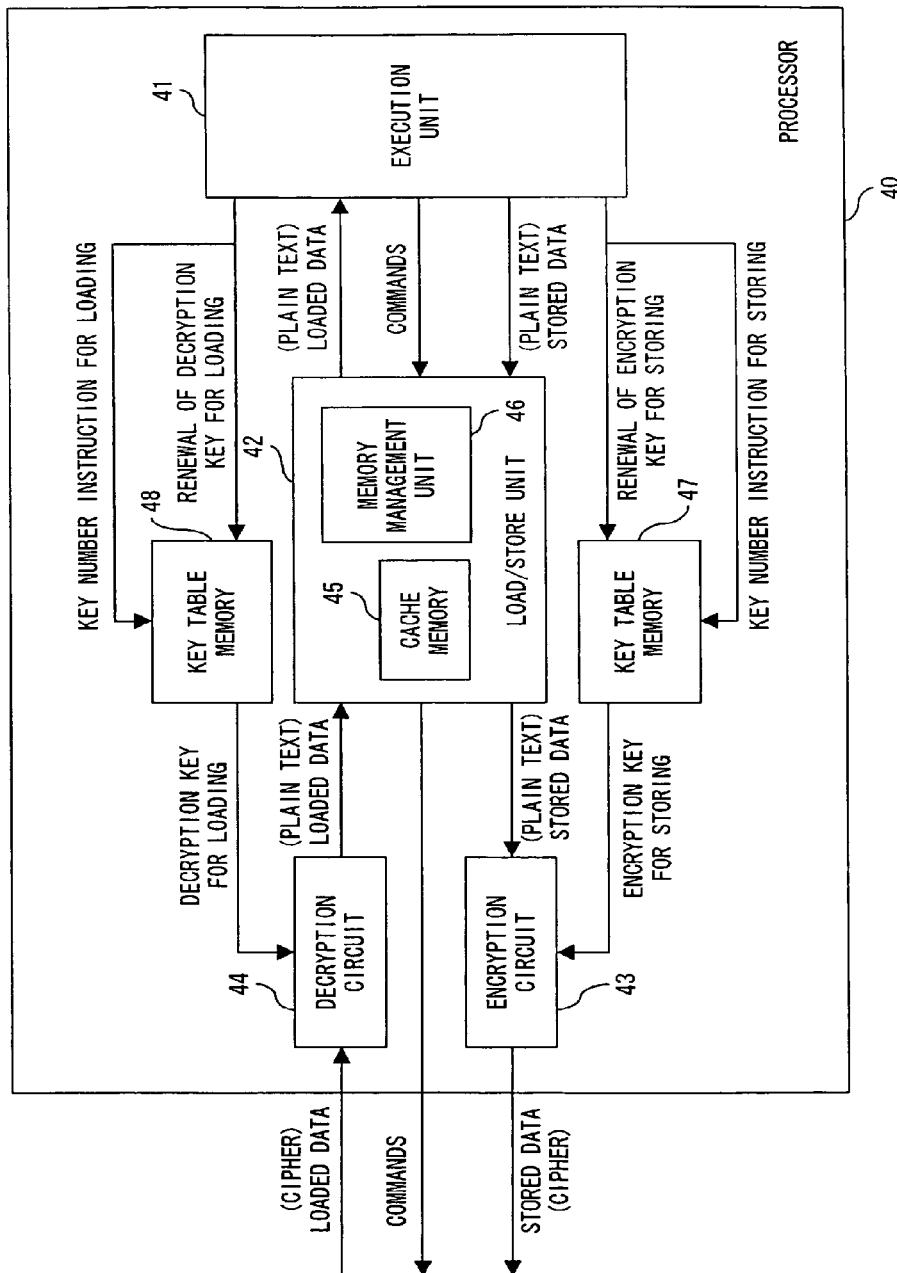 PROCESSOR
40
41
EXECUTION
UNIT
KEY NUMBER INSTRUCTION FOR LOADING
RENEWAL OF DECRYPTION
KEY FOR LOADING
(PLAIN TEXT)
LOADED DATA
COMMANDS
(PLAIN TEXT)
STORED DATA
RENEWAL OF ENCRYPTION
KEY FOR STORING
KEY NUMBER INSTRUCTION FOR STORING
48
KEY TABLE
MEMORY
42
46
MEMORY
MANAGEMENT
UNIT
45
CACHE
MEMORY
LOAD/STORE UNIT
47
KEY TABLE
MEMORY
DECRYPTION KEY
FOR LOADING
(PLAIN TEXT)
LOADED DATA
(PLAIN TEXT)
STORED DATA
ENCRYPTION KEY
FOR STORING
44
DECRYPTION
CIRCUIT
ENCRYPTION
CIRCUIT
43
(CIPHER)
LOADED DATA
COMMANDS
STORED DATA
(CIPHER)